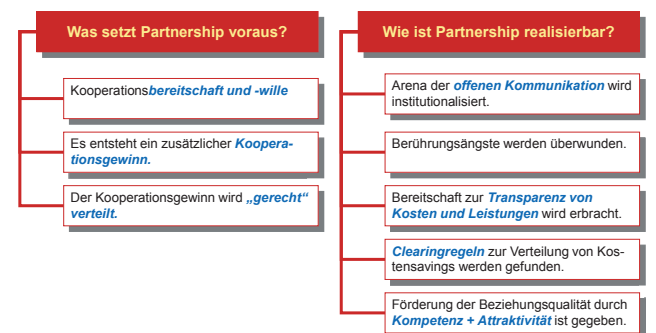 Was setzt Partnership voraus?
Kooperationsbereitschaft und -wille
Es entsteht ein zusätzlicher Koopera-
tionsgewinn.
Der Kooperationsgewinn wird „gerecht“
verteilt.
Wie ist Partnership realisierbar?
Arena der offenen Kommunikation wird
institutionalisiert.
Berührungsängste werden überwunden.
Bereitschaft zur Transparenz von
Kosten und Leistungen wird erbracht.
Clearingregeln zur Verteilung von Kos-
tensavings werden gefunden.
Förderung der Beziehungsqualität durch
Kompetenz + Attraktivität ist gegeben.